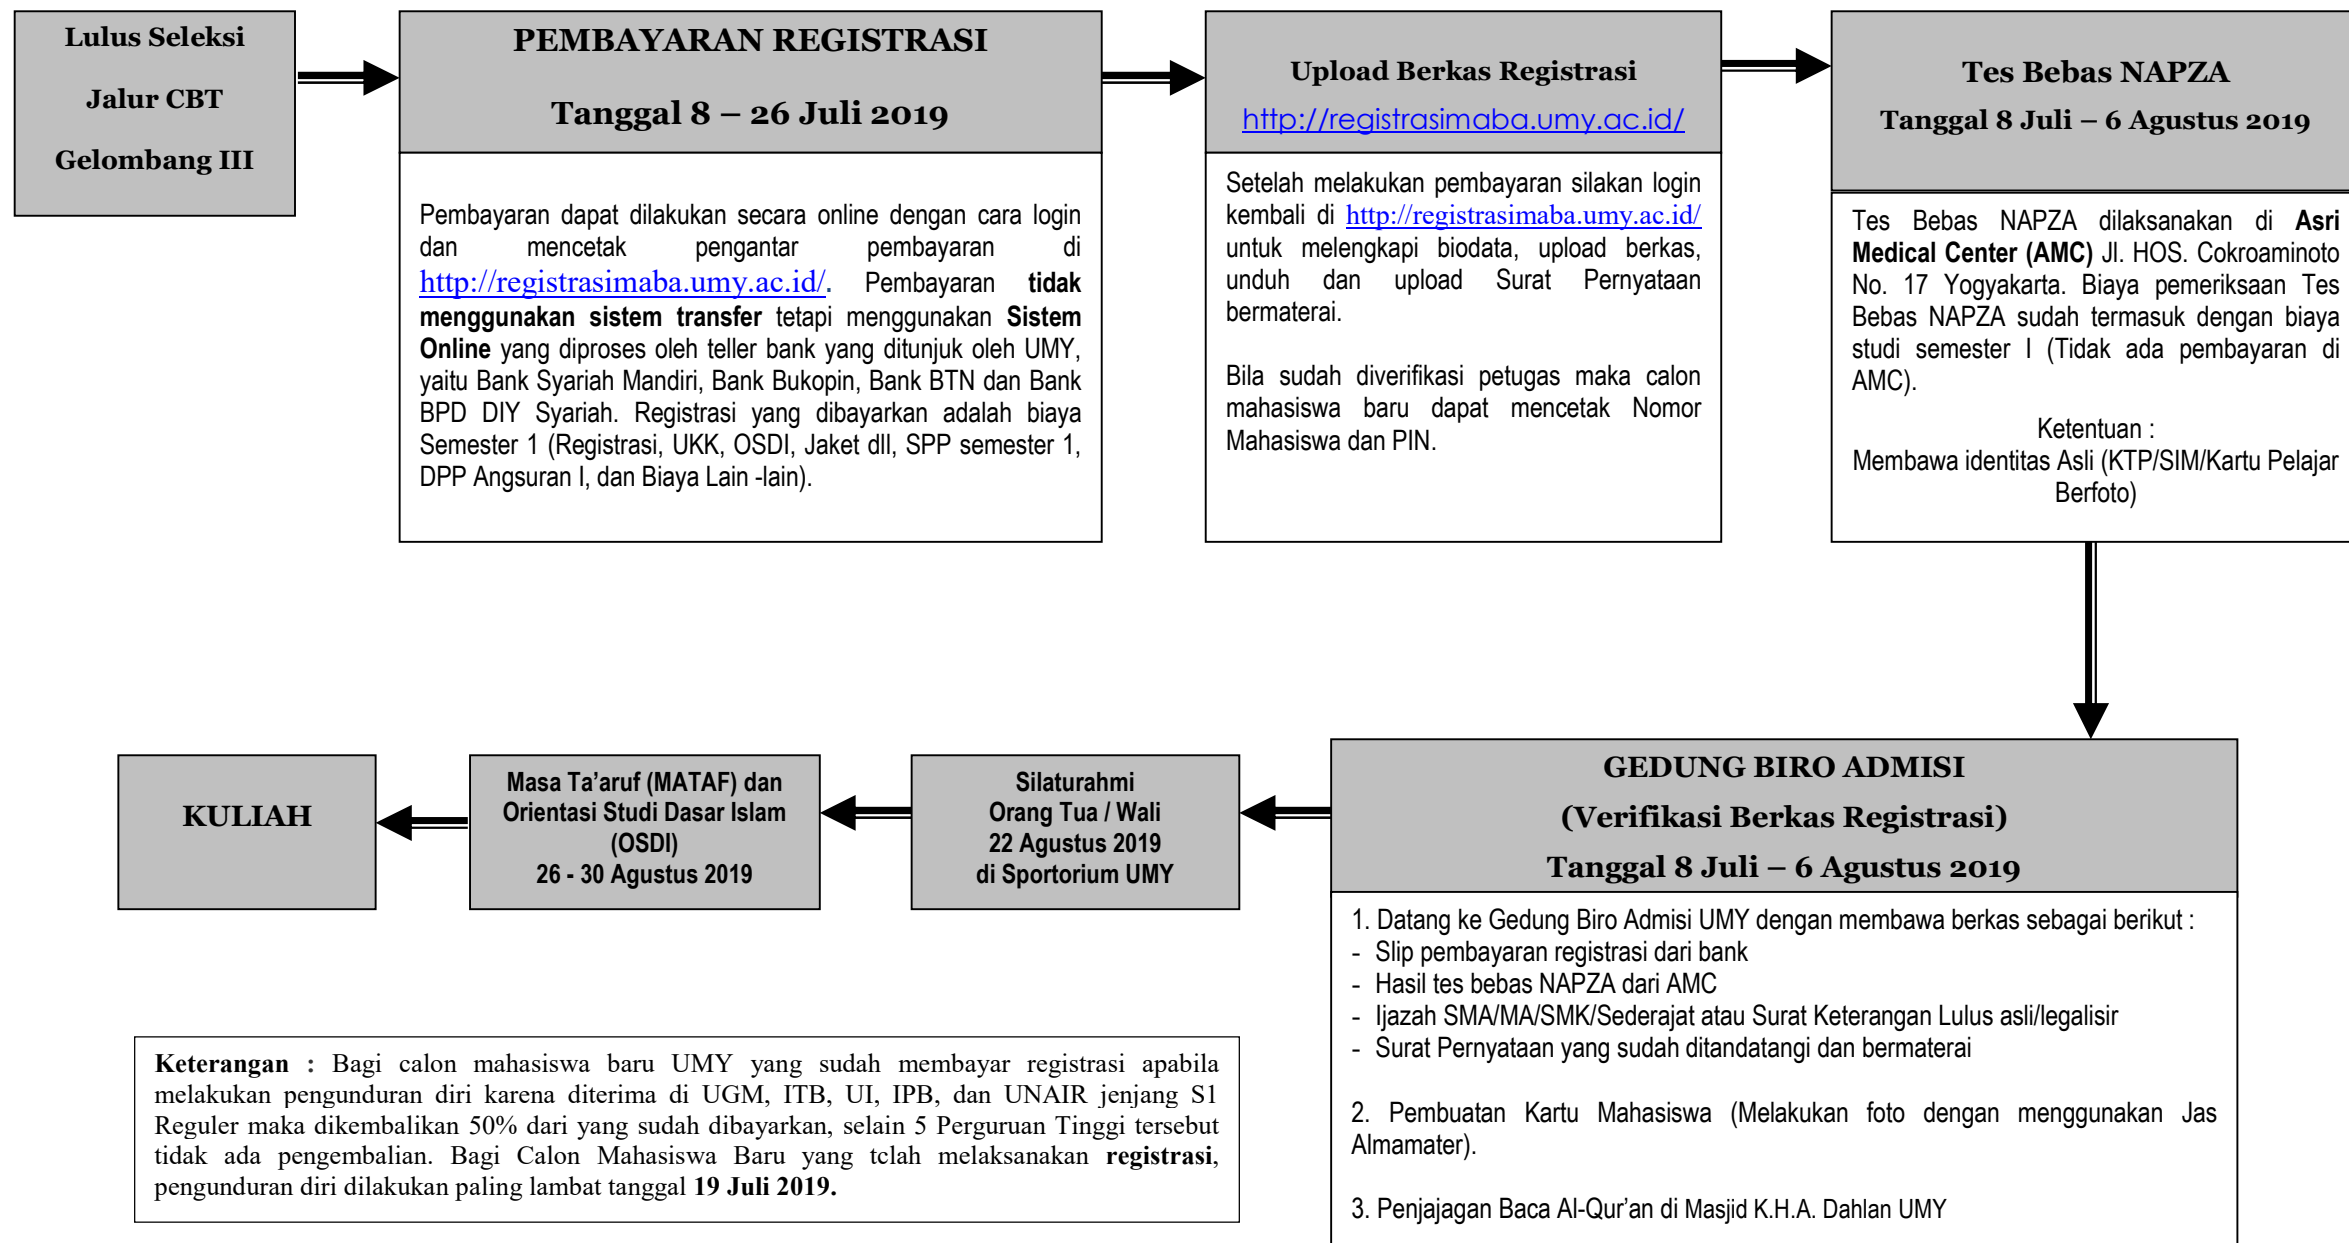 Lulus Seleksi
Jalur CBT
Gelombang III
PEMBAYARAN REGISTRASI
Tanggal 8 – 26 Juli 2019
Pembayaran dapat dilakukan secara online dengan cara login
dan mencetak pengantar pembayaran di
http://registrasimaba.umy.ac.id/. Pembayaran tidak
menggunakan sistem transfer tetapi menggunakan Sistem
Online yang diproses oleh teller bank yang ditunjuk oleh UMY,
yaitu Bank Syariah Mandiri, Bank Bukopin, Bank BTN dan Bank
BPD DIY Syariah. Registrasi yang dibayarkan adalah biaya
Semester 1 (Registrasi, UKK, OSDI, Jaket dll, SPP semester 1,
DPP Angsuran I, dan Biaya Lain -lain).
Upload Berkas Registrasi
http://registrasimaba.umy.ac.id/
Setelah melakukan pembayaran silakan login
kembali di http://registrasimaba.umy.ac.id/
untuk melengkapi biodata, upload berkas,
unduh dan upload Surat Pernyataan
bermaterai.
Bila sudah diverifikasi petugas maka calon
mahasiswa baru dapat mencetak Nomor
Mahasiswa dan PIN.
Tes Bebas NAPZA
Tanggal 8 Juli – 6 Agustus 2019
Tes Bebas NAPZA dilaksanakan di Asri
Medical Center (AMC) Jl. HOS. Cokroaminoto
No. 17 Yogyakarta. Biaya pemeriksaan Tes
Bebas NAPZA sudah termasuk dengan biaya
studi semester I (Tidak ada pembayaran di
AMC).
Ketentuan :
Membawa identitas Asli (KTP/SIM/Kartu Pelajar
Berfoto)
GEDUNG BIRO ADMISI
(Verifikasi Berkas Registrasi)
Tanggal 8 Juli – 6 Agustus 2019
1. Datang ke Gedung Biro Admisi UMY dengan membawa berkas sebagai berikut :
- Slip pembayaran registrasi dari bank
- Hasil tes bebas NAPZA dari AMC
- Ijazah SMA/MA/SMK/Sederajat atau Surat Keterangan Lulus asli/legalisir
- Surat Pernyataan yang sudah ditandatangi dan bermaterai
2. Pembuatan Kartu Mahasiswa (Melakukan foto dengan menggunakan Jas
Almamater).
3. Penjajagan Baca Al-Qur’an di Masjid K.H.A. Dahlan UMY
Silaturahmi
Orang Tua / Wali
22 Agustus 2019
di Sportorium UMY
Masa Ta’aruf (MATAF) dan
Orientasi Studi Dasar Islam
(OSDI)
26 - 30 Agustus 2019
KULIAH
Keterangan : Bagi calon mahasiswa baru UMY yang sudah membayar registrasi apabila
melakukan pengunduran diri karena diterima di UGM, ITB, UI, IPB, dan UNAIR jenjang S1
Reguler maka dikembalikan 50% dari yang sudah dibayarkan, selain 5 Perguruan Tinggi tersebut
tidak ada pengembalian. Bagi Calon Mahasiswa Baru yang tclah melaksanakan registrasi,
pengunduran diri dilakukan paling lambat tanggal 19 Juli 2019.